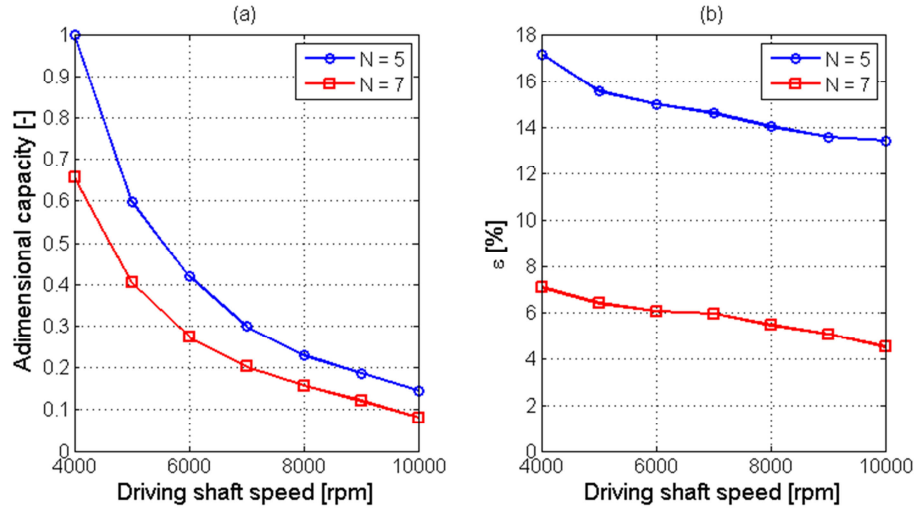 (a)
Adimensional capacity [-]
1
0.9
0.8
0.7
0.6
0.5
0.4
0.3
0.2
0.1
0
4000 6000 8000 10000
Driving shaft speed [rpm]
N = 5
N = 7
(b)
ε [%]
18
16
14
12
10
8
6
4
2
0
4000 6000 8000 10000
Driving shaft speed [rpm]
N = 5
N = 7